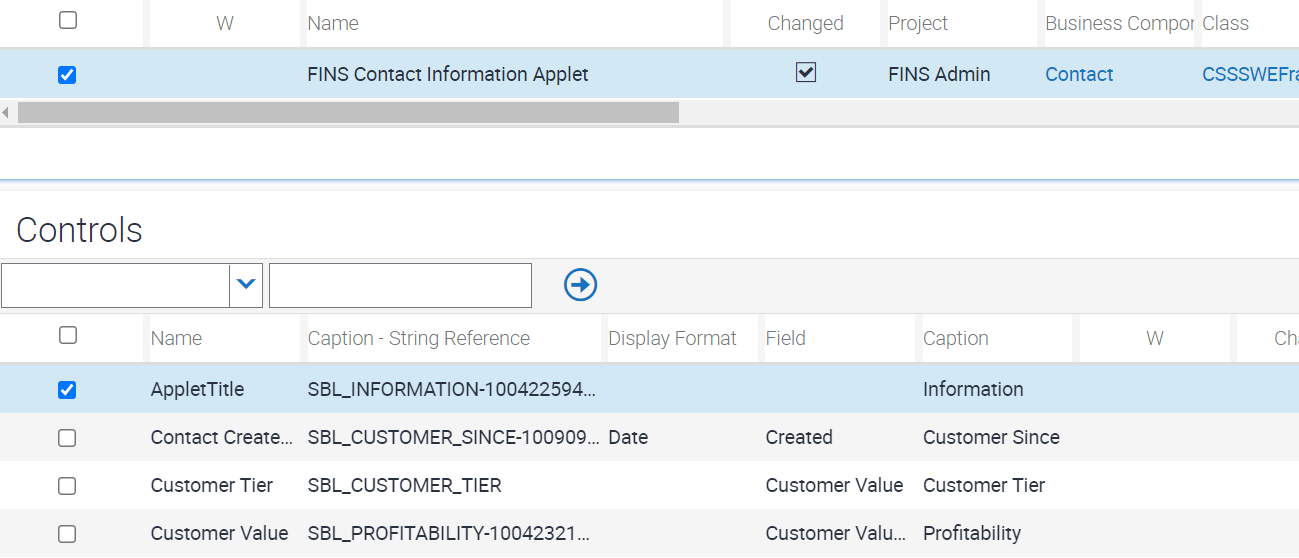 W Name Changed Project Business Compor Class
FINS Contact Information Applet FINS Admin Contact CSSSWEFra
Controls
Name Caption - String Reference Display Format Field Caption W Cha
AppletTitle SBL_INFORMATION-100422594... Information
Contact Create... SBL_CUSTOMER_SINCE-100909... Date Created Customer Since
Customer Tier SBL_CUSTOMER_TIER Customer Value Customer Tier
Customer Value SBL_PROFITABILITY-10042321... Customer Valu... Profitability